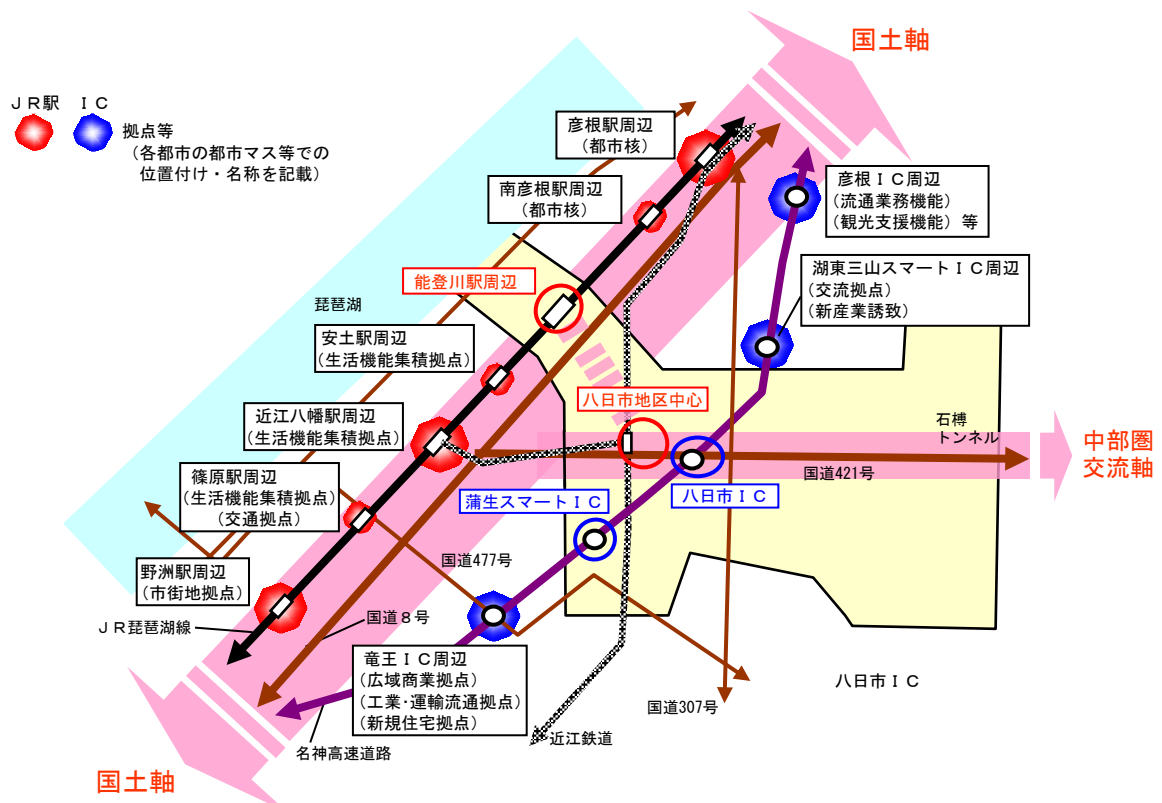 国土軸
ＪＲ駅　ＩＣ
拠点等
（各都市の都市マス等での
位置付け・名称を記載）
彦根駅周辺
（都市核）
南彦根駅周辺
（都市核）
彦根ＩＣ周辺
（流通業務機能）
（観光支援機能）等
湖東三山スマートＩＣ周辺
（交流拠点）
（新産業誘致）
能登川駅周辺
琵琶湖
安土駅周辺
（生活機能集積拠点）
八日市地区中心
近江八幡駅周辺
（生活機能集積拠点）
石榑
トンネル
中部圏
交流軸
国道421号
篠原駅周辺
（生活機能集積拠点）
（交通拠点）
蒲生スマートＩＣ
八日市ＩＣ
国道477号
野洲駅周辺
（市街地拠点）
ＪＲ琵琶湖線
国道８号
竜王ＩＣ周辺
（広域商業拠点）
（工業・運輸流通拠点）
（新規住宅拠点）
八日市ＩＣ
国道307号
近江鉄道
名神高速道路
国土軸